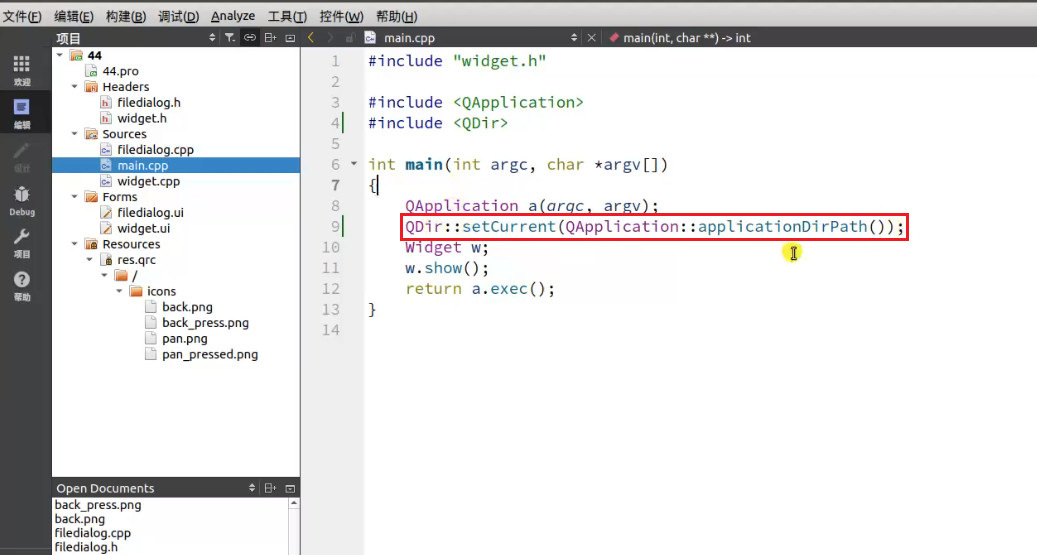 文件(F) 编辑(E) 构建(B) 调试(D) Analyze 工具(T) 控件(W) 帮助(H)
项目
main.cpp
main(int, char **) -> int
欢迎
编辑
设计
Debug
项目
帮助
44
44.pro
Headers
filedialog.h
widget.h
Sources
filedialog.cpp
main.cpp
widget.cpp
Forms
filedialog.ui
widget.ui
Resources
res.qrc
/
icons
back.png
back_press.png
pan.png
pan_pressed.png
Open Documents
back_press.png
back.png
filedialog.cpp
filedialog.h
1 #include "widget.h"
2
3 #include <QApplication>
4 #include <QDir>
5
6 int main(int argc, char *argv[])
7 {
8 QApplication a(argc, argv);
9 QDir::setCurrent(QApplication::applicationDirPath());
10 Widget w;
11 w.show();
12 return a.exec();
13 }
14